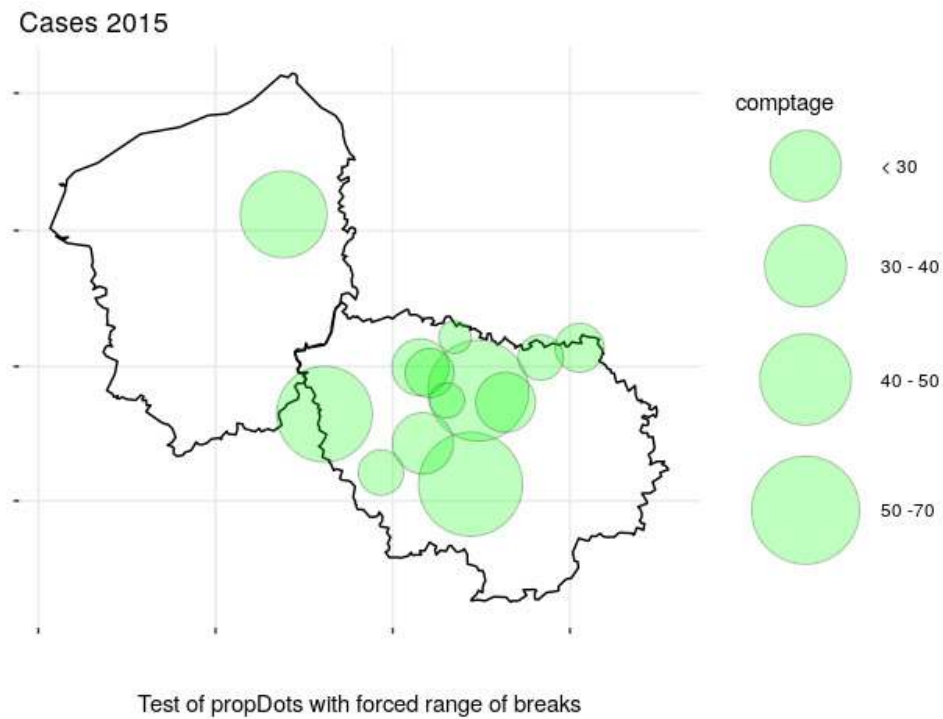 Cases 2015
comptage
< 30
30 - 40
40 - 50
50 -70
Test of propDots with forced range of breaks